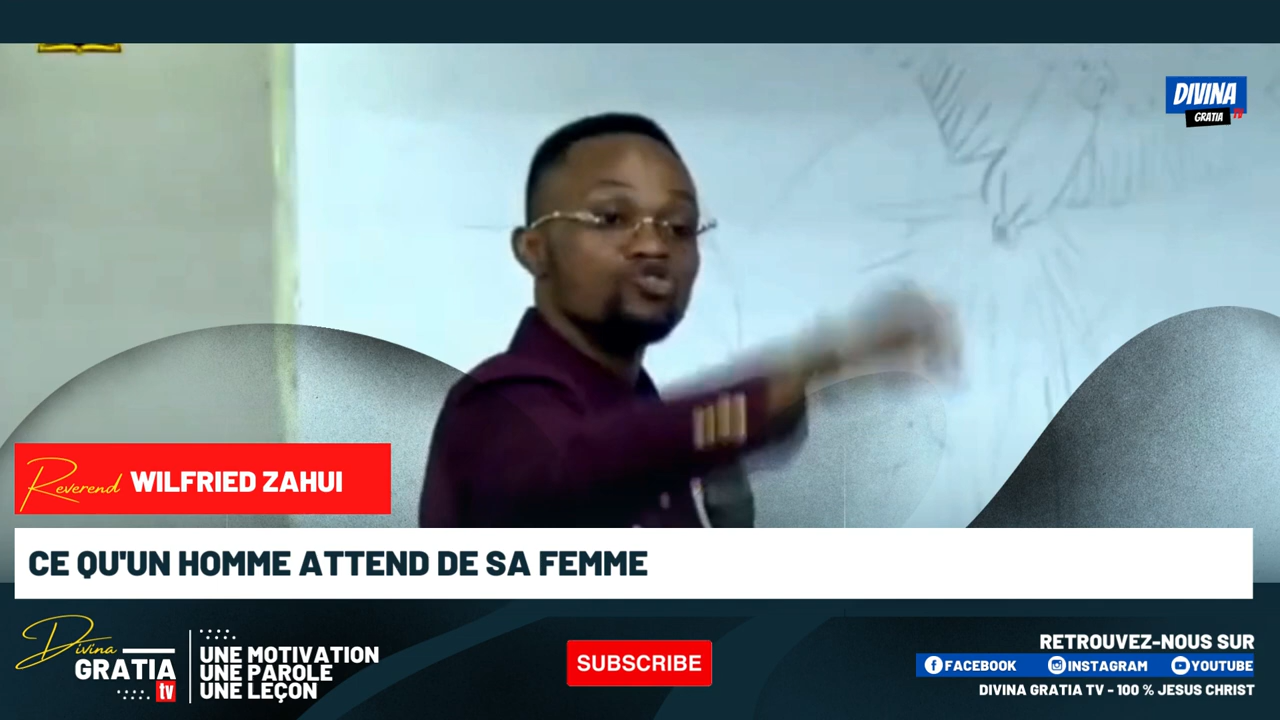 DIVINA
GRATIA TV
Reverend WILFRIED ZAHUI
CE QU'UN HOMME ATTEND DE SA FEMME
Divina
GRATIA
tv
UNE MOTIVATION
UNE PAROLE
UNE LEÇON
SUBSCRIBE
RETROUVEZ-NOUS SUR
FACEBOOK INSTAGRAM YOUTUBE
DIVINA GRATIA TV - 100 % JESUS CHRIST